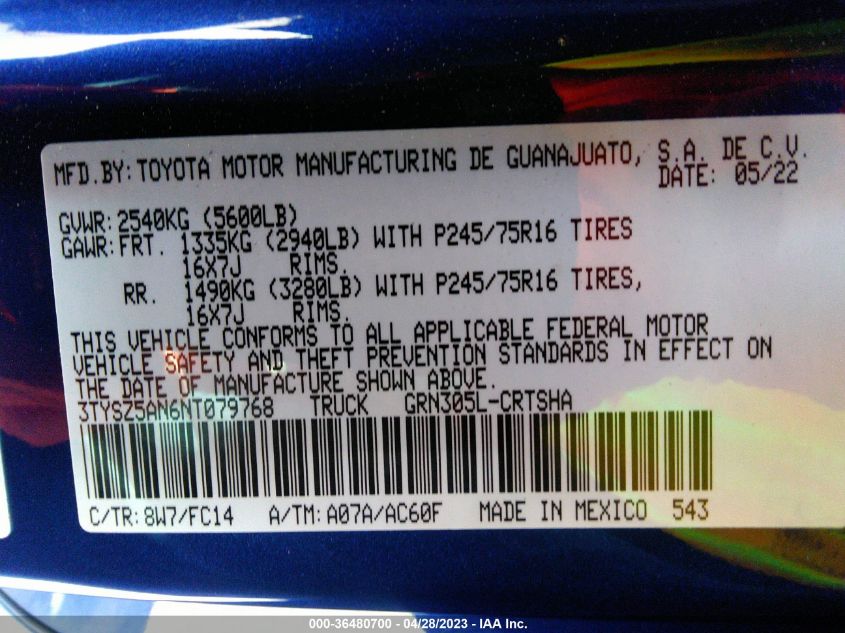 MFD.BY: TOYOTA MOTOR MANUFACTURING DE GUANAJUATO, S.A. DE C.V.
DATE: 05/22
GVWR: 2540KG (5600LB)
GAWR: FRT. 1335KG (2940LB) WITH P245/75R16 TIRES
16X7J RIMS.
RR. 1490KG (3280LB) WITH P245/75R16 TIRES,
16X7J RIMS.
THIS VEHICLE CONFORMS TO ALL APPLICABLE FEDERAL MOTOR
VEHICLE SAFETY AND THEFT PREVENTION STANDARDS IN EFFECT ON
THE DATE OF MANUFACTURE SHOWN ABOVE.
3TYSZ5AN6NT079768 TRUCK GRN305L-CRTSHA
C/TR: 8W7/FC14 A/TM: A07A/AC60F MADE IN MEXICO 543
000-36480700 - 04/28/2023 - IAA Inc.